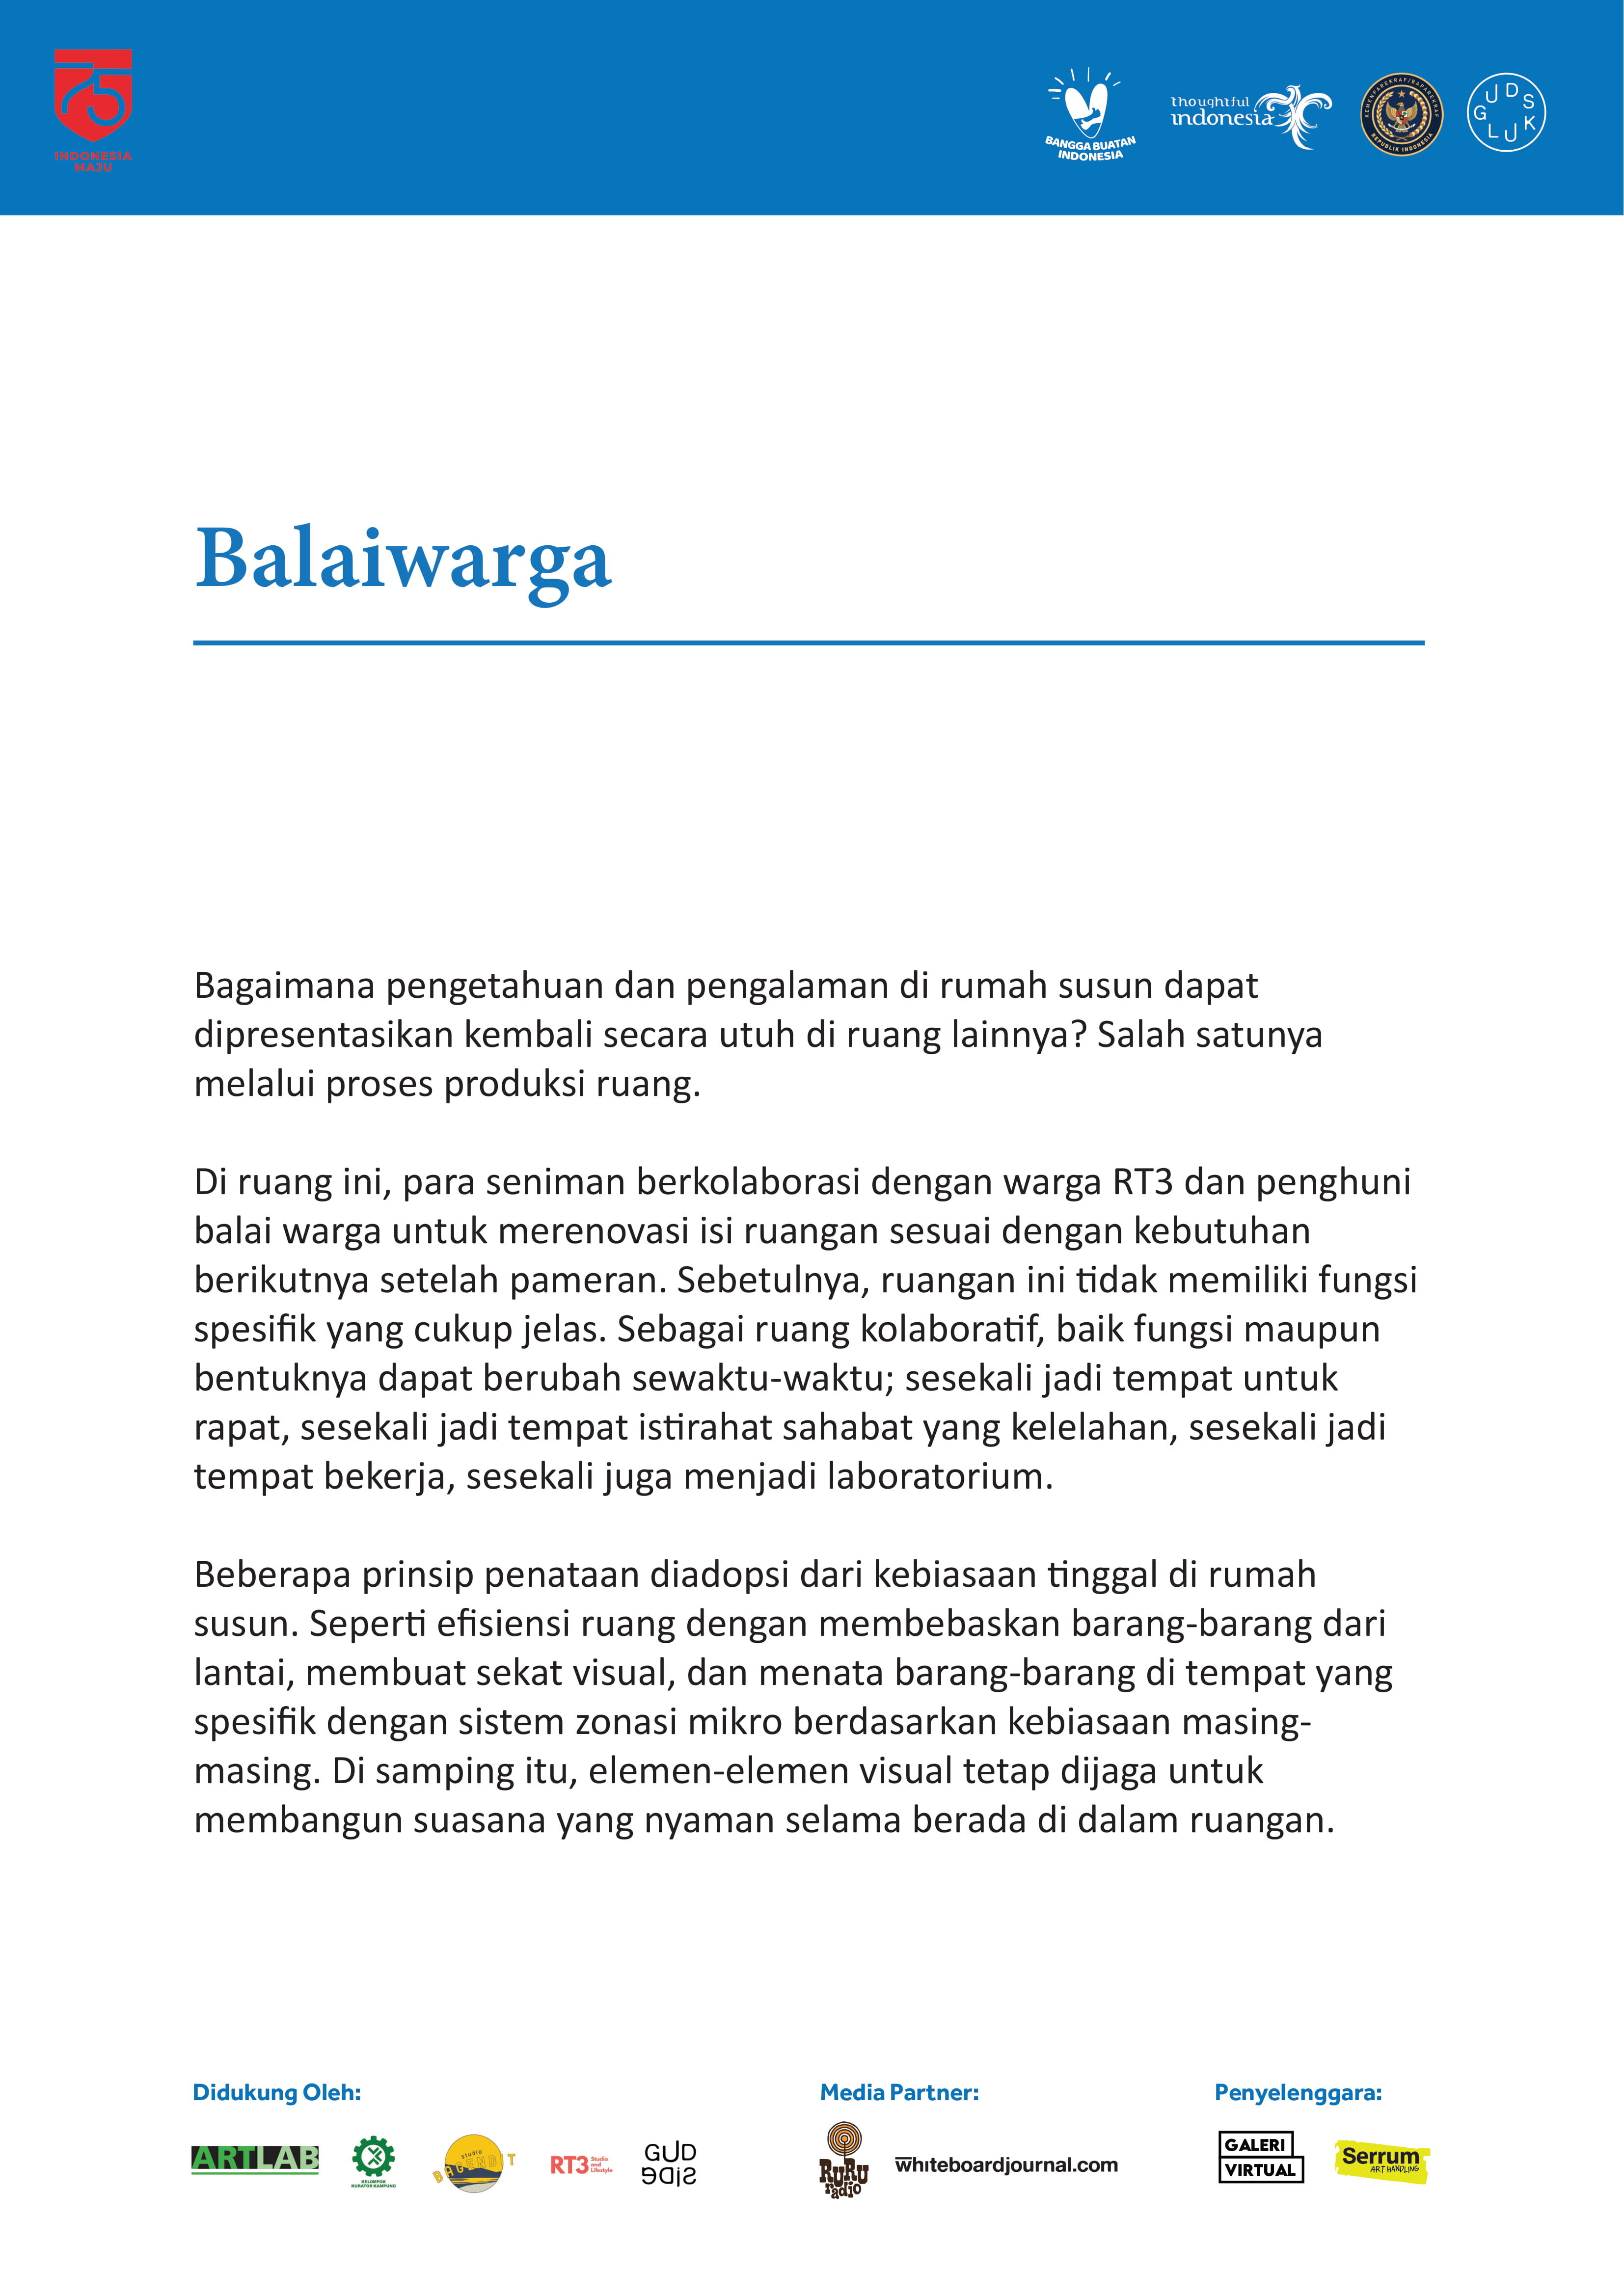 75
INDONESIA
MAJU
BANGGA BUATAN
INDONESIA
thoughtful
indonesia
KEMENPAREKRAF/BAPAREKRAF
REPUBLIK INDONESIA
GUDS
LUK
Balaiwarga
Bagaimana pengetahuan dan pengalaman di rumah susun dapat
dipresentasikan kembali secara utuh di ruang lainnya? Salah satunya
melalui proses produksi ruang.
Di ruang ini, para seniman berkolaborasi dengan warga RT3 dan penghuni
balai warga untuk merenovasi isi ruangan sesuai dengan kebutuhan
berikutnya setelah pameran. Sebetulnya, ruangan ini tidak memiliki fungsi
spesifik yang cukup jelas. Sebagai ruang kolaboratif, baik fungsi maupun
bentuknya dapat berubah sewaktu-waktu; sesekali jadi tempat untuk
rapat, sesekali jadi tempat istirahat sahabat yang kelelahan, sesekali jadi
tempat bekerja, sesekali juga menjadi laboratorium.
Beberapa prinsip penataan diadopsi dari kebiasaan tinggal di rumah
susun. Seperti efisiensi ruang dengan membebaskan barang-barang dari
lantai, membuat sekat visual, dan menata barang-barang di tempat yang
spesifik dengan sistem zonasi mikro berdasarkan kebiasaan masing-
masing. Di samping itu, elemen-elemen visual tetap dijaga untuk
membangun suasana yang nyaman selama berada di dalam ruangan.
Didukung Oleh:
ARTLAB
KELOMPOK
KURATOR KAMPUNG
studio
BAGENDIT
RT3 Studio
and
Lifestyle
GUD
SIDE
Media Partner:
RURU
radio
whiteboardjournal.com
Penyelenggara:
GALERI
VIRTUAL
Serrum
ART HANDLING